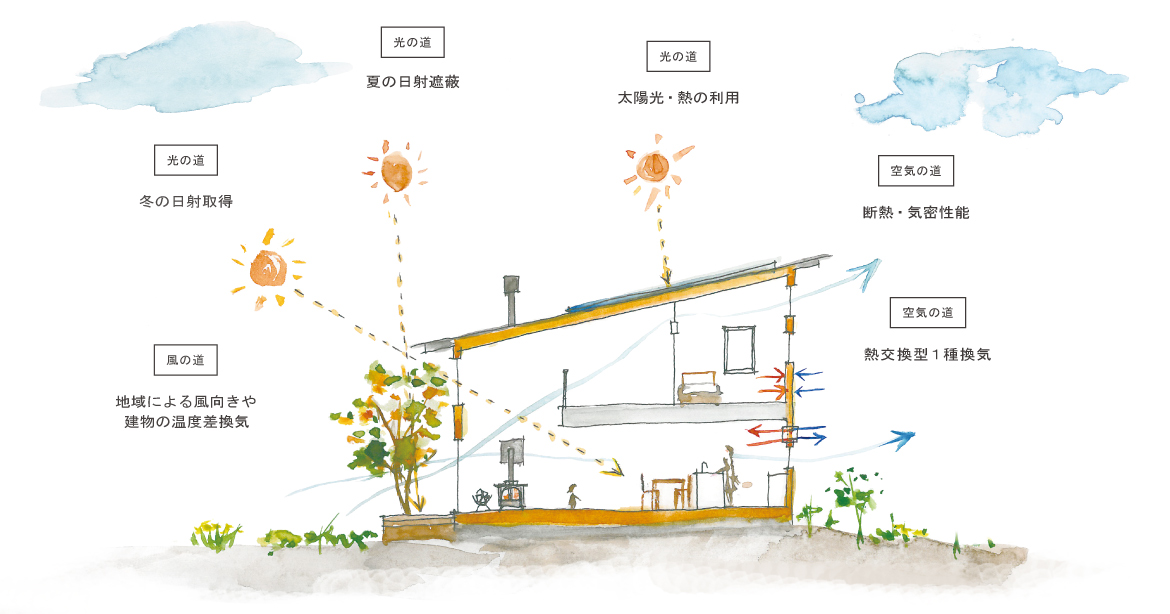 光の道
夏の日射遮蔽
光の道
太陽光・熱の利用
光の道
冬の日射取得
空気の道
断熱・気密性能
空気の道
熱交換型1種換気
風の道
地域による風向きや
建物の温度差換気